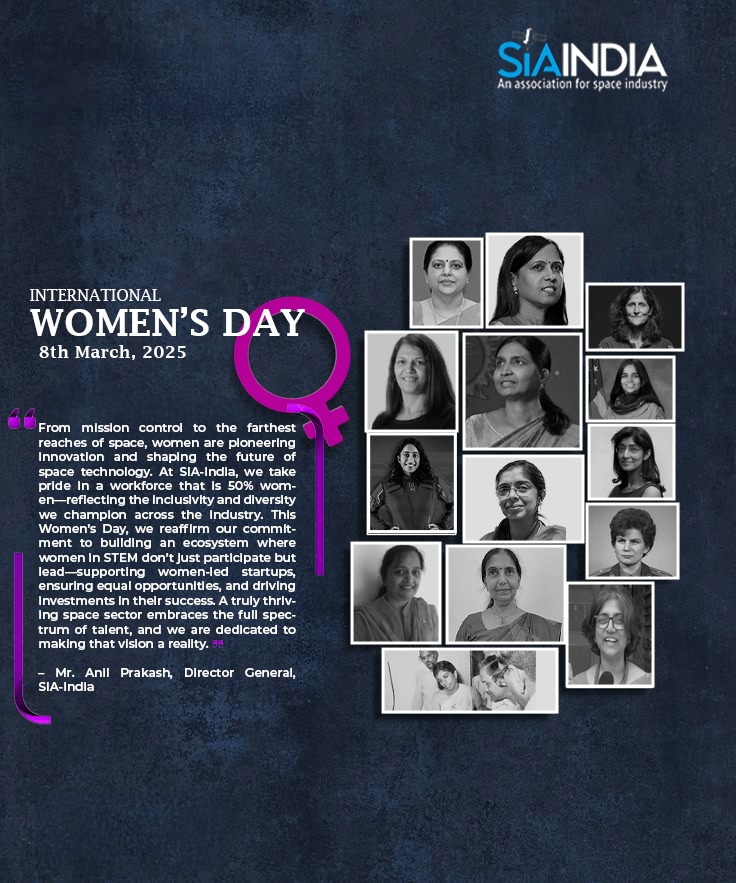 SiAINDIA
An association for space industry
INTERNATIONAL
WOMEN'S DAY
8th March, 2025
“
From mission control to the farthest
reaches of space, women are pioneering
innovation and shaping the future of
space technology. At SIA-India, we take
pride in a workforce that is 50% wom-
en—reflecting the inclusivity and diversity
we champion across the industry. This
Women's Day, we reaffirm our commit-
ment to building an ecosystem where
women in STEM don't just participate but
lead—supporting women-led startups,
ensuring equal opportunities, and driving
investments in their success. A truly thriv-
ing space sector embraces the full spec-
trum of talent, and we are dedicated to
making that vision a reality. ”
– Mr. Anil Prakash, Director General,
SIA-India